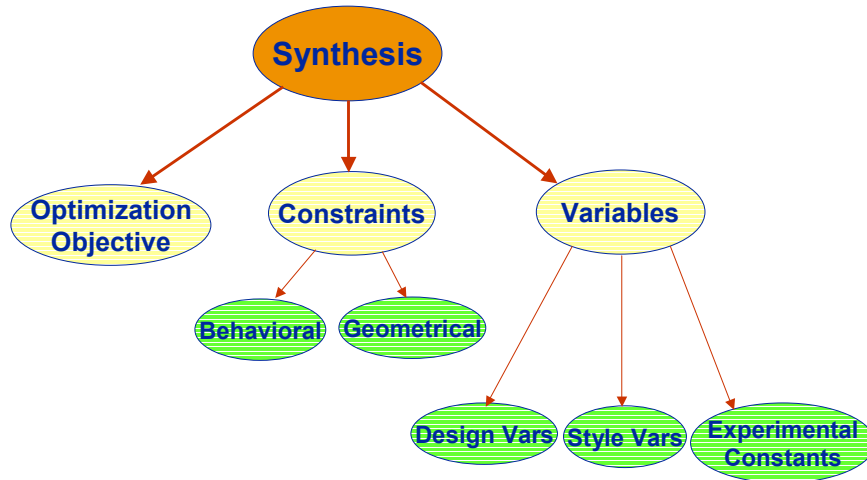 Synthesis
Optimization
Objective
Constraints
Variables
Behavioral
Geometrical
Design Vars
Style Vars
Experimental
Constants